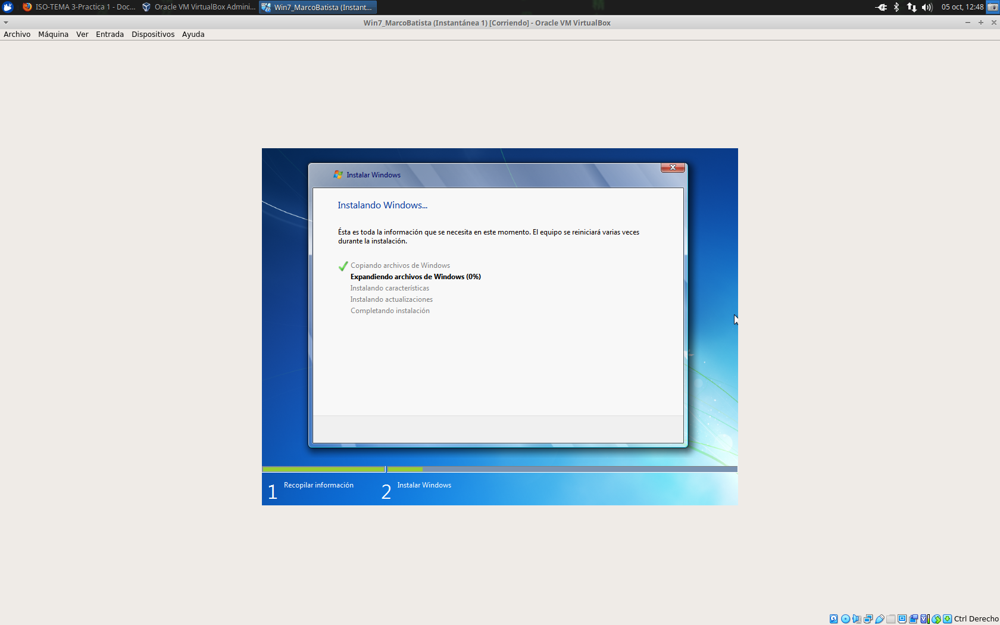 ISO-TEMA 3-Practica 1 - Doc...
Oracle VM VirtualBox Admini...
Win7_MarcoBatista (Instant...
05 oct, 12:48
Win7_MarcoBatista (Instantánea 1) [Corriendo] - Oracle VM VirtualBox
Archivo Máquina Ver Entrada Dispositivos Ayuda
Instalar Windows
Instalando Windows...
Ésta es toda la información que se necesita en este momento. El equipo se reiniciará varias veces
durante la instalación.
Copiando archivos de Windows
Expandiendo archivos de Windows (0%)
Instalando características
Instalando actualizaciones
Completando instalación
1 Recopilar información
2 Instalar Windows
Ctrl Derecho